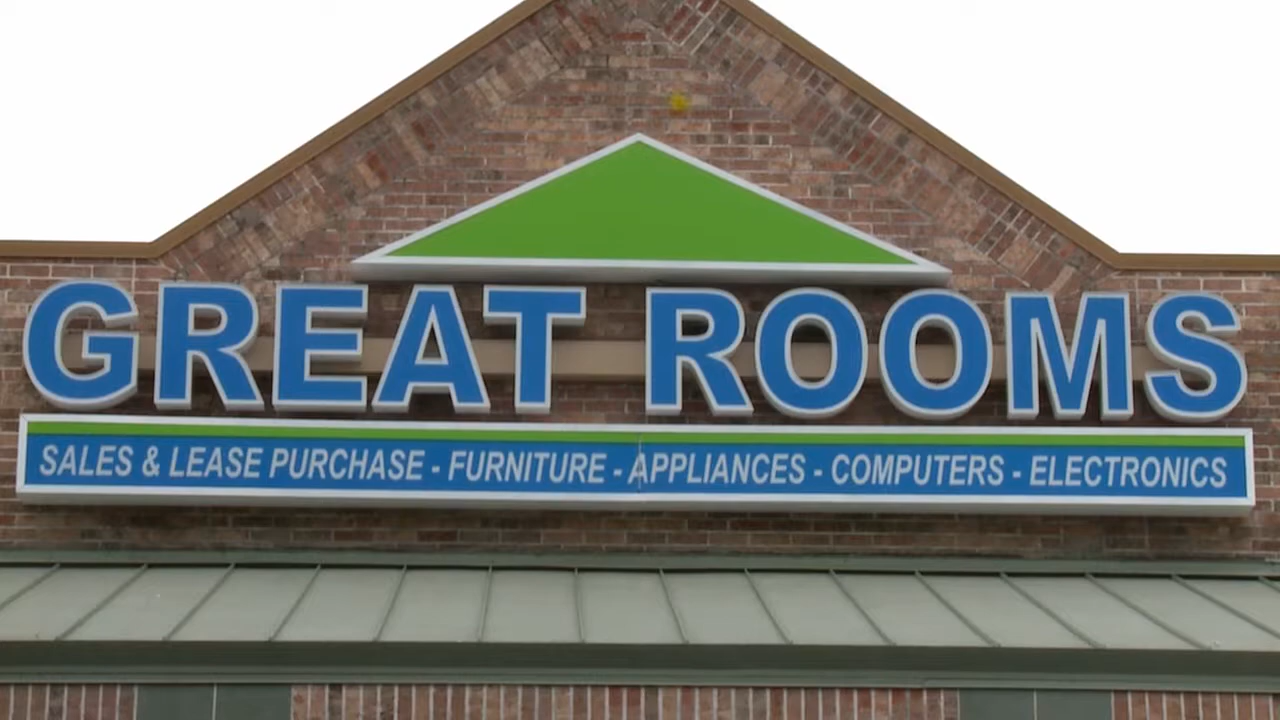 GREAT ROOMS
SALES & LEASE PURCHASE - FURNITURE - APPLIANCES - COMPUTERS - ELECTRONICS